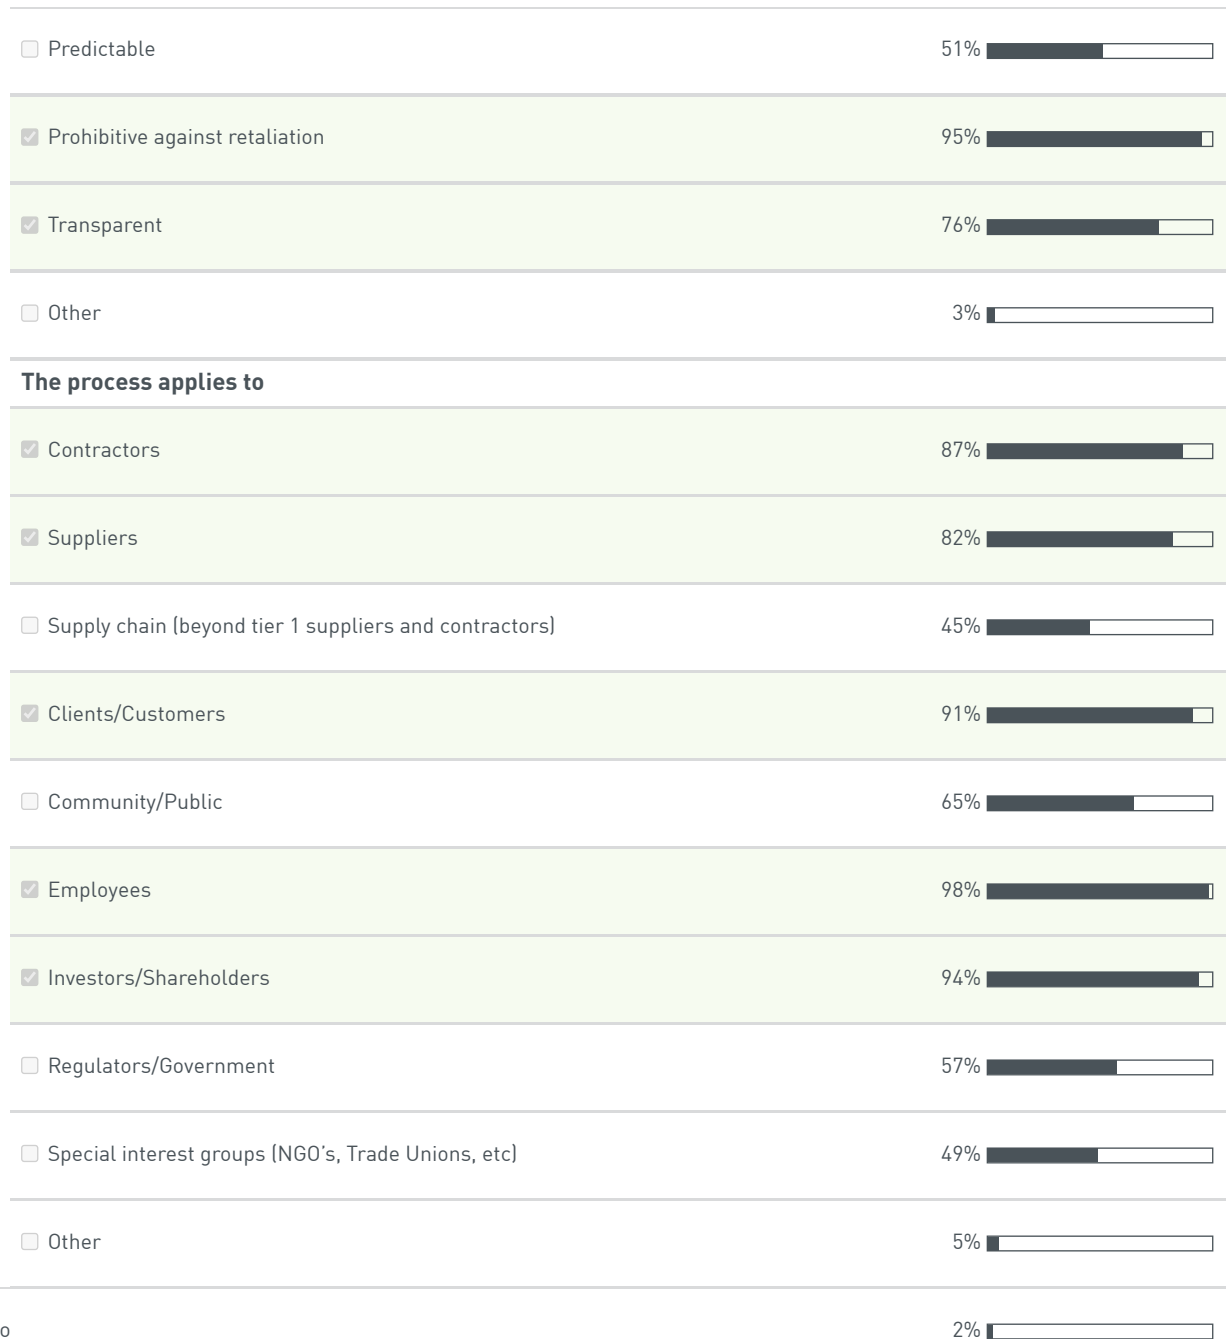 Predictable 51%
Prohibitive against retaliation 95%
Transparent 76%
Other 3%
The process applies to
Contractors 87%
Suppliers 82%
Supply chain (beyond tier 1 suppliers and contractors) 45%
Clients/Customers 91%
Community/Public 65%
Employees 98%
Investors/Shareholders 94%
Regulators/Government 57%
Special interest groups (NGO's, Trade Unions, etc) 49%
Other 5%
o 2%